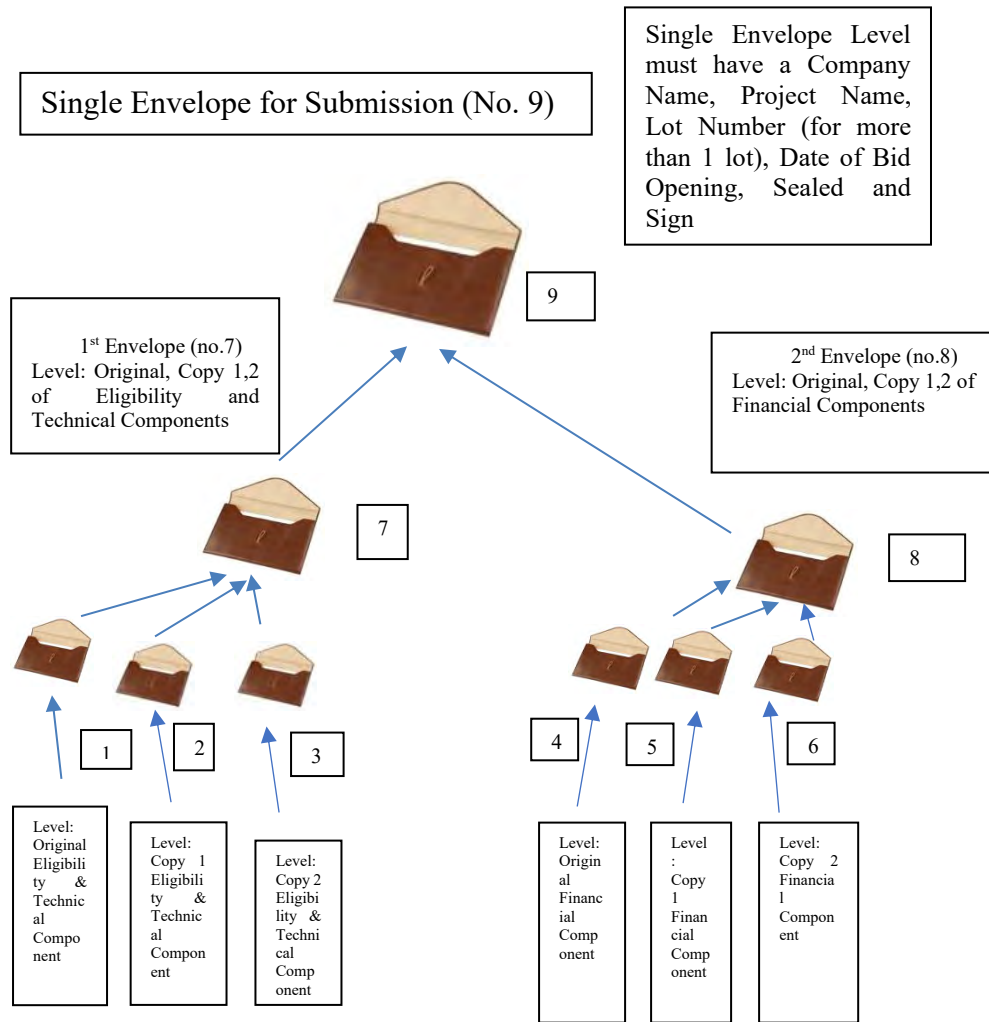 Single Envelope Level
must have a Company
Name, Project Name,
Lot Number (for more
than 1 lot), Date of Bid
Opening, Sealed and
Sign
Single Envelope for Submission (No. 9)
9
1st Envelope (no.7)
Level: Original, Copy 1,2
of Eligibility and
Technical Components
2nd Envelope (no.8)
Level: Original, Copy 1,2 of
Financial Components
7
8
1
2
3
4
5
6
Level:
Original
Eligibili
ty &
Technic
al
Compo
nent
Level:
Copy 1
Eligibili
ty &
Technic
al
Compon
ent
Level:
Copy 2
Eligibi
lity &
Techni
cal
Comp
onent
Level:
Origin
al
Financ
ial
Comp
onent
Level
:
Copy
1
Finan
cial
Comp
onent
Level:
Copy 2
Financia
l
Compon
ent